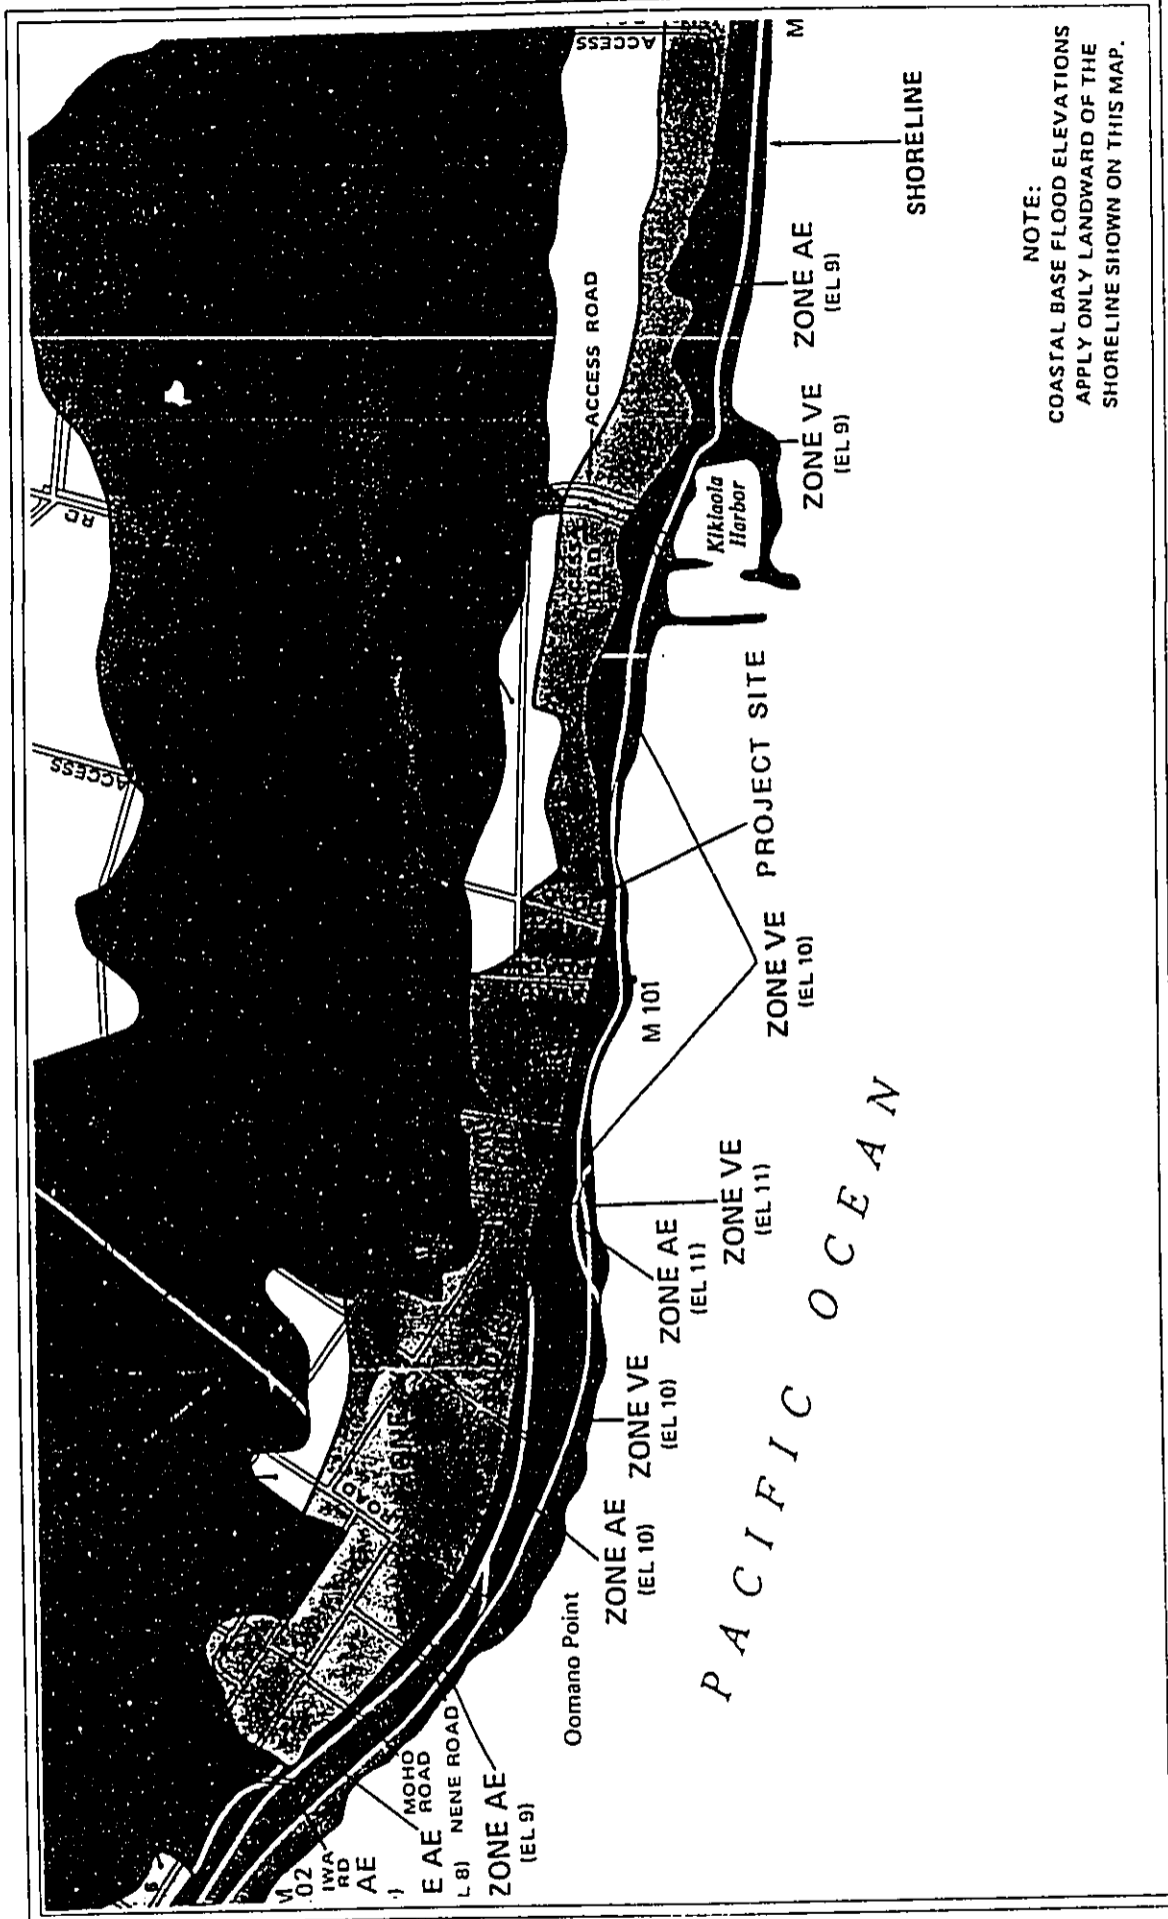 ACCESS
M
SHORELINE
NOTE:
COASTAL BASE FLOOD ELEVATIONS
APPLY ONLY LANDWARD OF THE
SHORELINE SHOWN ON THIS MAP.
ACCESS ROAD
ZONE AE
(EL 9)
ZONE VE
(EL 9)
RD
Kikiaola
Harbor
ACCESS
PROJECT SITE
ZONE VE
(EL 10)
M 101
ZONE VE
(EL 11)
ZONE AE
(EL 11)
ZONE VE
(EL 10)
ZONE AE
(EL 10)
PACIFIC OCEAN
Oomano Point
MOHO
ROAD
NENE ROAD
ZONE AE
(EL 9)
E AE
L 8)
IWA
RD
AE
02